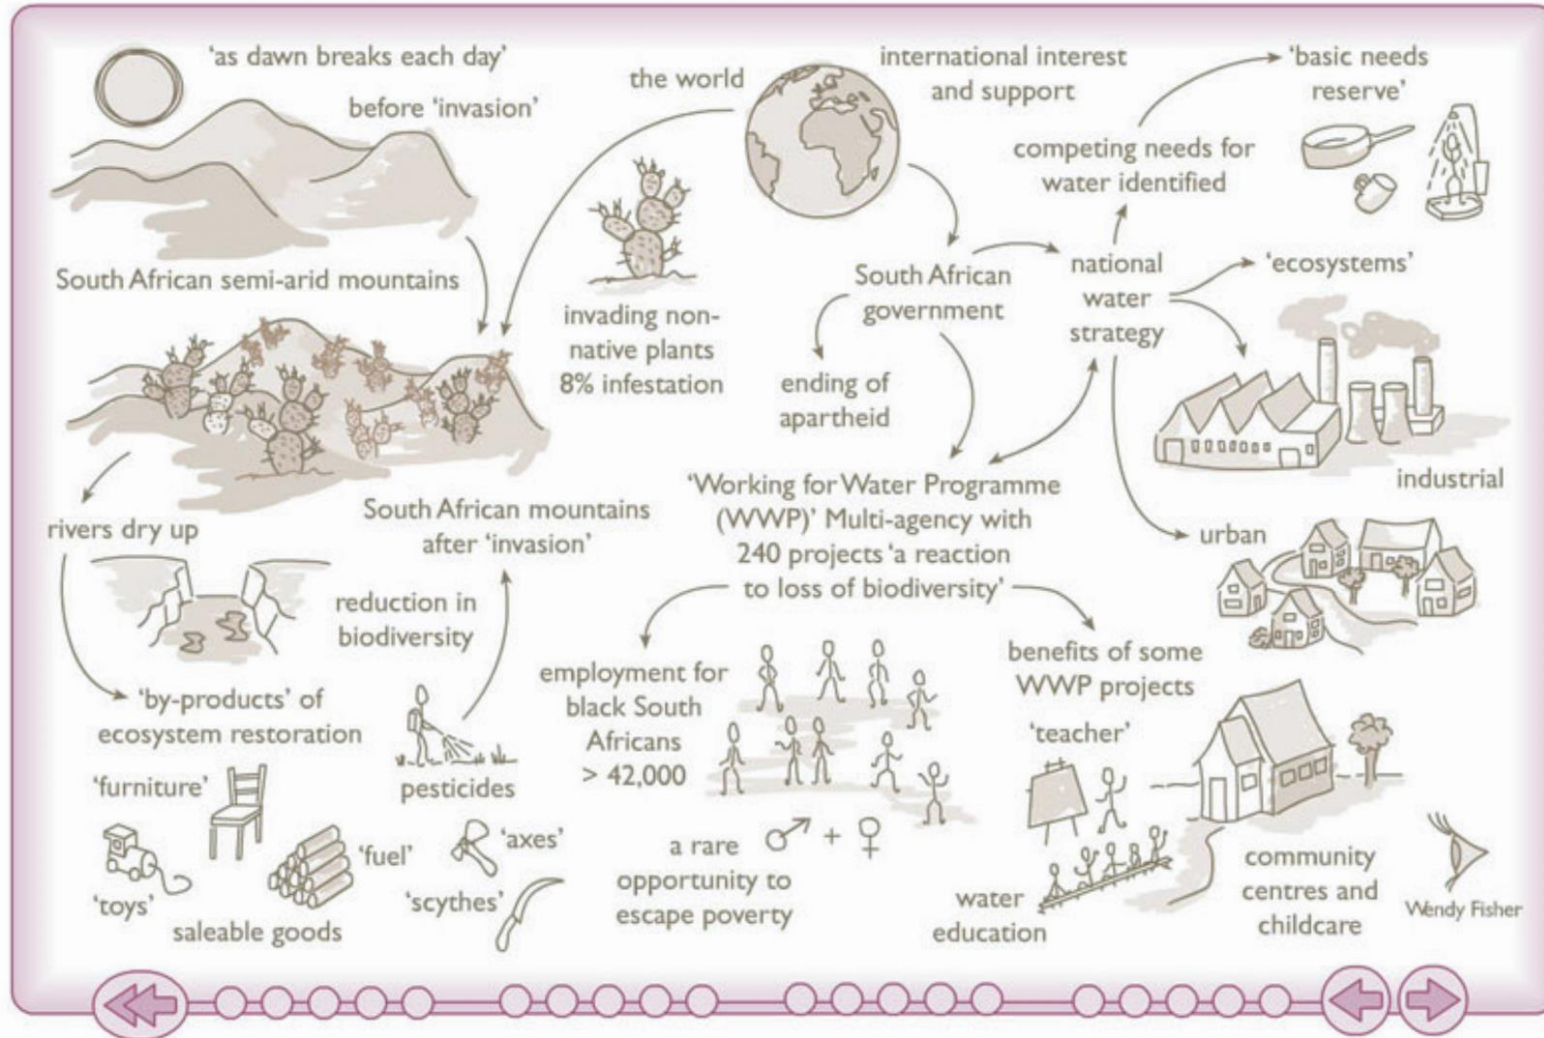 'as dawn breaks each day'
before 'invasion'
South African semi-arid mountains
the world
international interest
and support
invading non-
native plants
8% infestation
South African
government
ending of
apartheid
national
water
strategy
competing needs for
water identified
'basic needs
reserve'
'ecosystems'
industrial
urban
rivers dry up
South African mountains
after 'invasion'
reduction in
biodiversity
'by-products' of
ecosystem restoration
'furniture'
'toys'
'fuel'
saleable goods
pesticides
'axes'
'scythes'
'Working for Water Programme
(WWP)' Multi-agency with
240 projects 'a reaction
to loss of biodiversity'
employment for
black South
Africans
> 42,000
a rare
opportunity to
escape poverty
benefits of some
WWP projects
'teacher'
water
education
community
centres and
childcare
Wendy Fisher